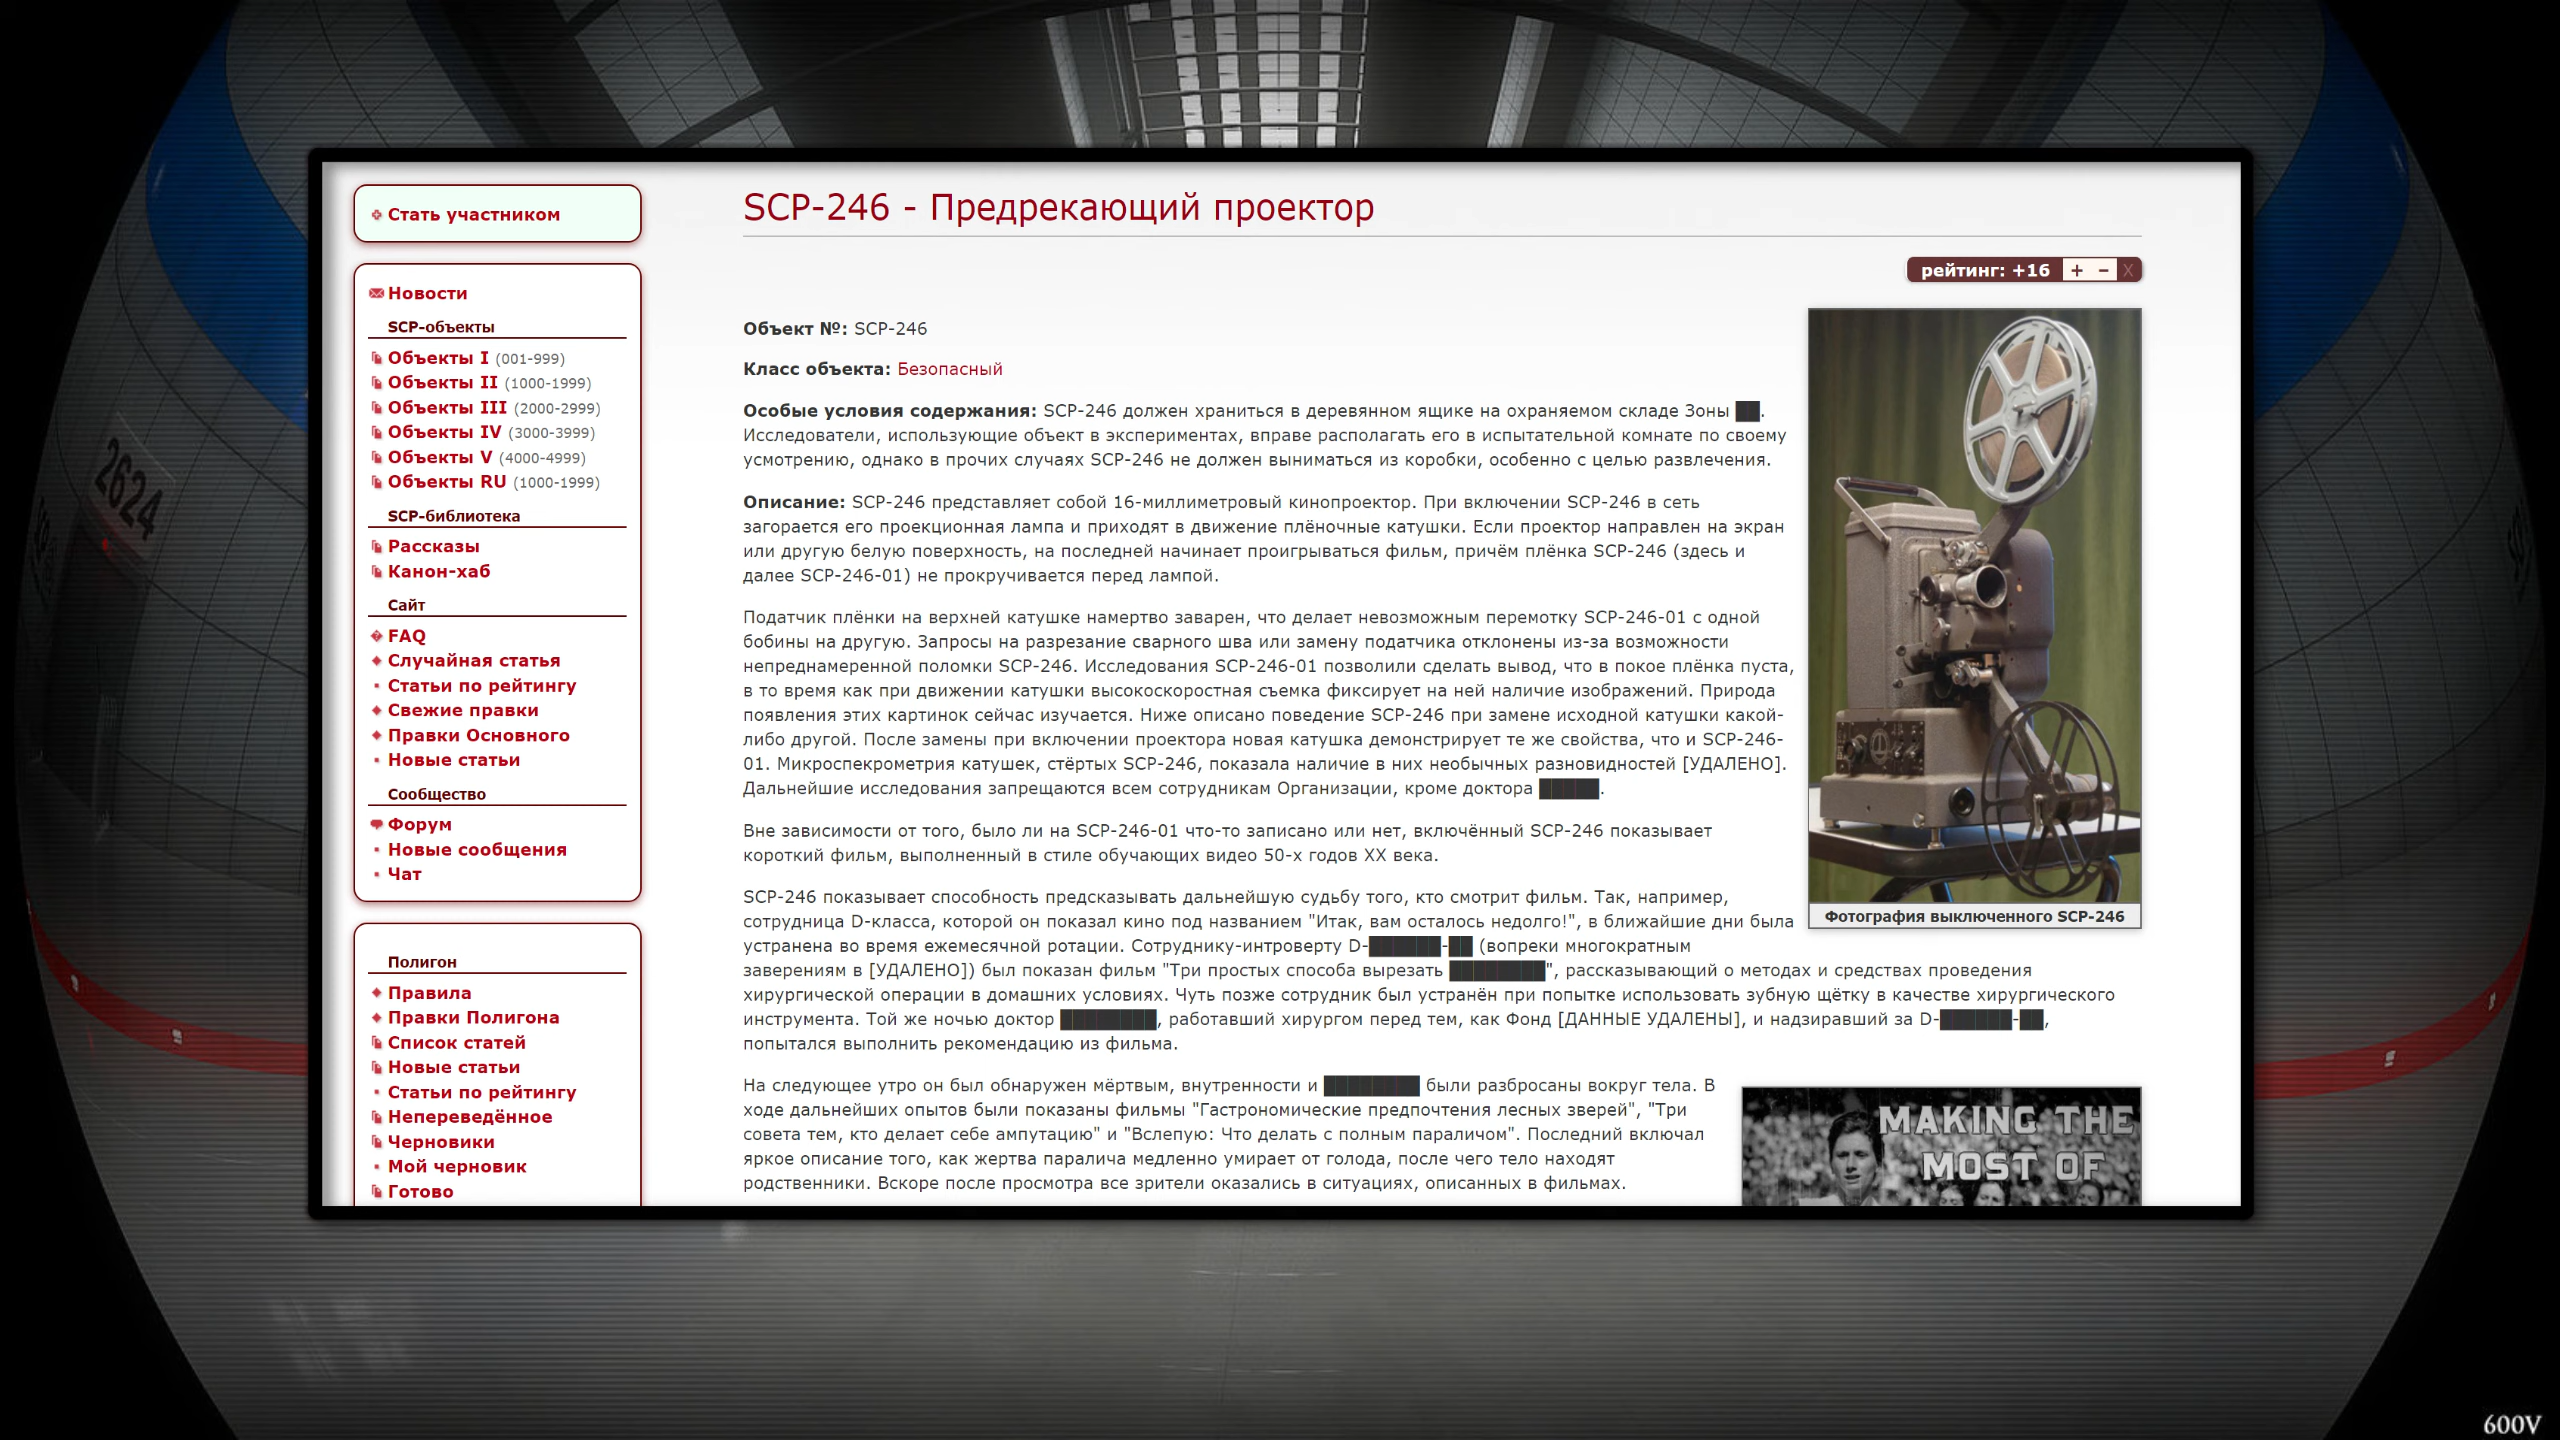 Стать участником
Новости
SCP-объекты
Объекты I (001-999)
Объекты II (1000-1999)
Объекты III (2000-2999)
Объекты IV (3000-3999)
Объекты V (4000-4999)
Объекты RU (1000-1999)
SCP-библиотека
Рассказы
Канон-хаб
Сайт
FAQ
Случайная статья
Статьи по рейтингу
Свежие правки
Правки Основного
Новые статьи
Сообщество
Форум
Новые сообщения
Чат
Полигон
Правила
Правки Полигона
Список статей
Новые статьи
Статьи по рейтингу
Непереведённое
Черновики
Мой черновик
Готово
SCP-246 - Предрекающий проектор
рейтинг: +16 + − X
Объект №: SCP-246
Класс объекта: Безопасный
Особые условия содержания: SCP-246 должен храниться в деревянном ящике на охраняемом складе Зоны ██.
Исследователи, использующие объект в экспериментах, вправе располагать его в испытательной комнате по своему
усмотрению, однако в прочих случаях SCP-246 не должен выниматься из коробки, особенно с целью развлечения.
Описание: SCP-246 представляет собой 16-миллиметровый кинопроектор. При включении SCP-246 в сеть
загорается его проекционная лампа и приходят в движение плёночные катушки. Если проектор направлен на экран
или другую белую поверхность, на последней начинает проигрываться фильм, причём плёнка SCP-246 (здесь и
далее SCP-246-01) не прокручивается перед лампой.
Податчик плёнки на верхней катушке намертво заварен, что делает невозможным перемотку SCP-246-01 с одной
бобины на другую. Запросы на разрезание сварного шва или замену податчика отклонены из-за возможности
непреднамеренной поломки SCP-246. Исследования SCP-246-01 позволили сделать вывод, что в покое плёнка пуста,
в то время как при движении катушки высокоскоростная съемка фиксирует на ней наличие изображений. Природа
появления этих картинок сейчас изучается. Ниже описано поведение SCP-246 при замене исходной катушки какой-
либо другой. После замены при включении проектора новая катушка демонстрирует те же свойства, что и SCP-246-
01. Микроспекрометрия катушек, стёртых SCP-246, показала наличие в них необычных разновидностей [УДАЛЕНО].
Дальнейшие исследования запрещаются всем сотрудникам Организации, кроме доктора █████.
Вне зависимости от того, было ли на SCP-246-01 что-то записано или нет, включённый SCP-246 показывает
короткий фильм, выполненный в стиле обучающих видео 50-х годов XX века.
SCP-246 показывает способность предсказывать дальнейшую судьбу того, кто смотрит фильм. Так, например,
сотрудница D-класса, которой он показал кино под названием "Итак, вам осталось недолго!", в ближайшие дни была
устранена во время ежемесячной ротации. Сотруднику-интроверту D-██████-██ (вопреки многократным
заверениям в [УДАЛЕНО]) был показан фильм "Три простых способа вырезать ████████", рассказывающий о методах и средствах проведения
хирургической операции в домашних условиях. Чуть позже сотрудник был устранён при попытке использовать зубную щётку в качестве хирургического
инструмента. Той же ночью доктор ████████, работавший хирургом перед тем, как Фонд [ДАННЫЕ УДАЛЕНЫ], и надзиравший за D-██████-██,
попытался выполнить рекомендацию из фильма.
На следующее утро он был обнаружен мёртвым, внутренности и ████████ были разбросаны вокруг тела. В
ходе дальнейших опытов были показаны фильмы "Гастрономические предпочтения лесных зверей", "Три
совета тем, кто делает себе ампутацию" и "Вслепую: Что делать с полным параличом". Последний включал
яркое описание того, как жертва паралича медленно умирает от голода, после чего тело находят
родственники. Вскоре после просмотра все зрители оказались в ситуациях, описанных в фильмах.
Фотография выключенного SCP-246
MAKING THE
MOST OF
2624
600V